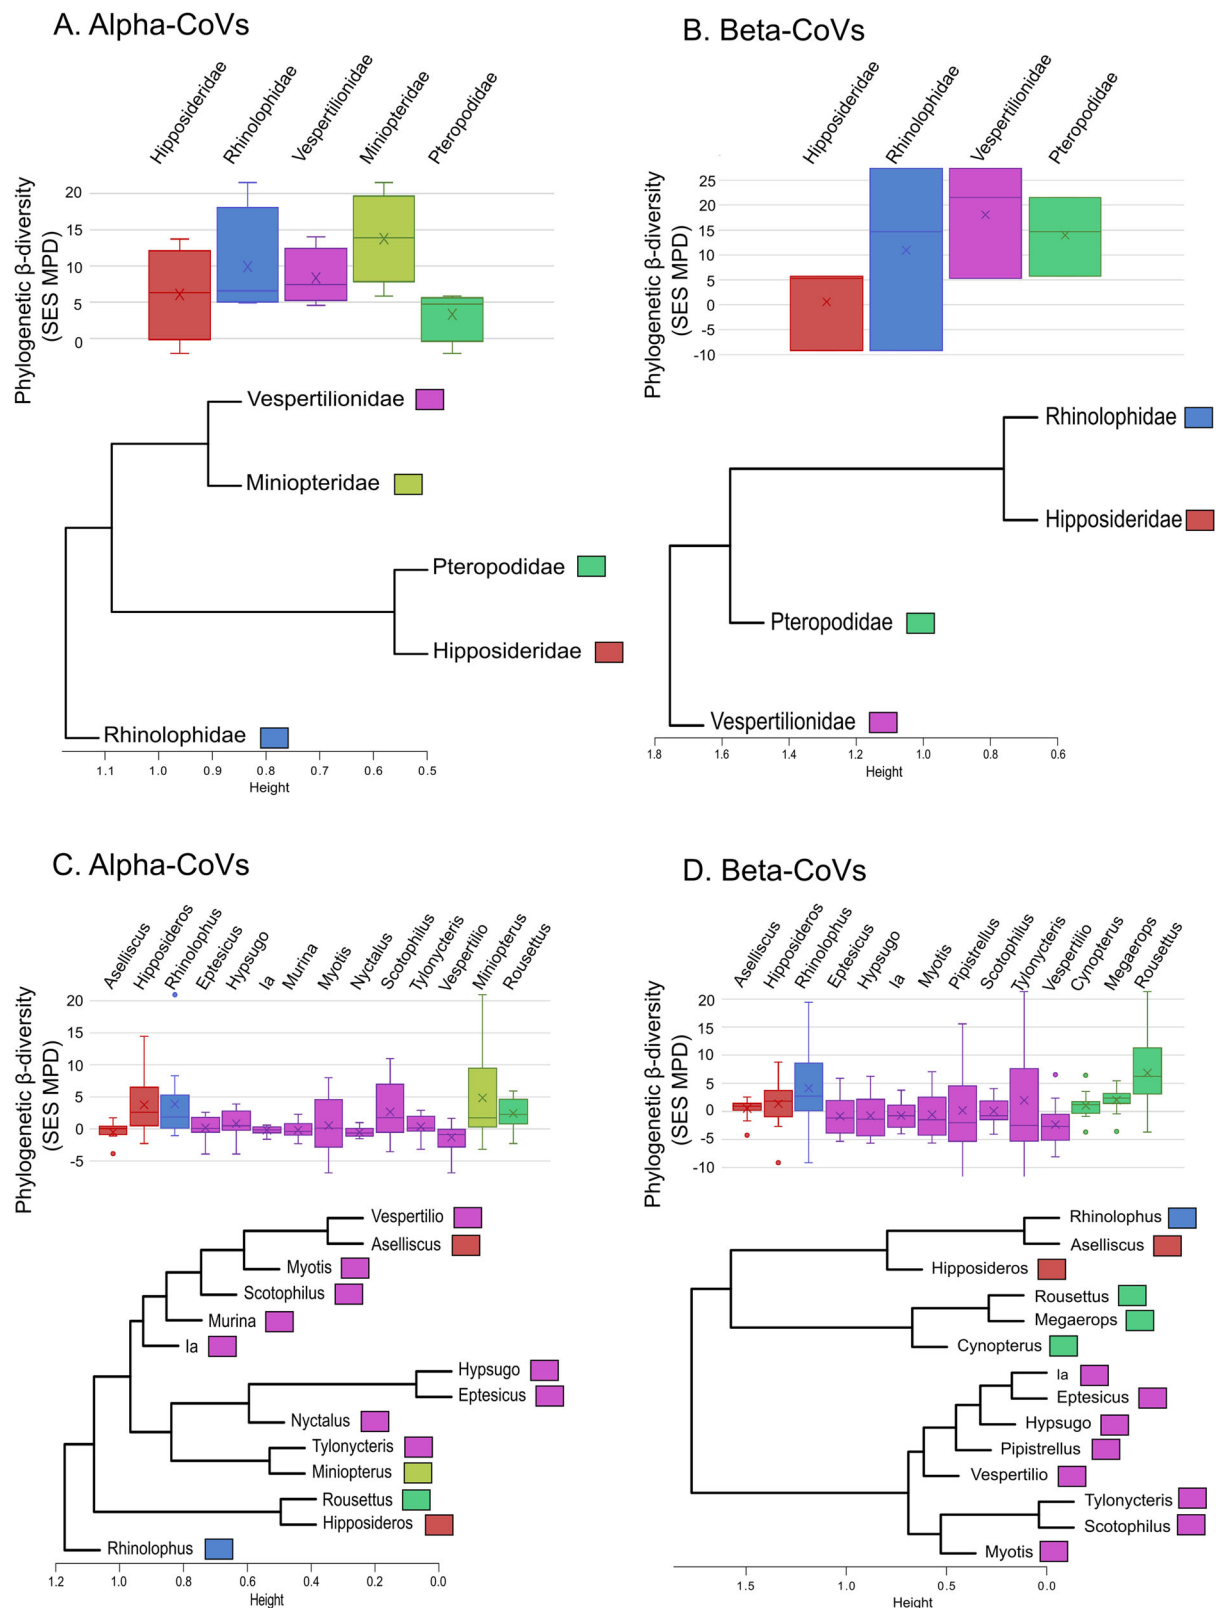 A. Alpha-CoVs
Hipposideridae
Rhinolophidae
Vespertilionidae
Miniopteridae
Pteropodidae
Phylogenetic β-diversity
(SES MPD)
20
15
10
5
0
Vespertilionidae
Miniopteridae
Pteropodidae
Hipposideridae
Rhinolophidae
1.1 1.0 0.9 0.8 0.7 0.6 0.5
Height
B. Beta-CoVs
Hipposideridae
Rhinolophidae
Vespertilionidae
Pteropodidae
Phylogenetic β-diversity
(SES MPD)
25
20
15
10
5
0
-5
-10
Rhinolophidae
Hipposideridae
Pteropodidae
Vespertilionidae
1.8 1.6 1.4 1.2 1.0 0.8 0.6
Height
C. Alpha-CoVs
Aselliscus
Hipposideros
Rhinolophus
Eptesicus
Hypsugo
Ia
Murina
Myotis
Nyctalus
Scotophilus
Tylonycteris
Vespertilio
Miniopterus
Rousettus
Phylogenetic β-diversity
(SES MPD)
20
15
10
5
0
-5
Vespertilio
Aselliscus
Myotis
Scotophilus
Murina
Ia
Hypsugo
Eptesicus
Nyctalus
Tylonycteris
Miniopterus
Rousettus
Hipposideros
Rhinolophus
1.2 1.0 0.8 0.6 0.4 0.2 0.0
Height
D. Beta-CoVs
Aselliscus
Hipposideros
Rhinolophus
Eptesicus
Hypsugo
Ia
Myotis
Pipistrellus
Scotophilus
Tylonycteris
Vespertilio
Cynopterus
Megaerops
Rousettus
Phylogenetic β-diversity
(SES MPD)
20
15
10
5
0
-5
-10
Rhinolophus
Aselliscus
Hipposideros
Rousettus
Megaerops
Cynopterus
Ia
Eptesicus
Hypsugo
Pipistrellus
Vespertilio
Tylonycteris
Scotophilus
Myotis
1.5 1.0 0.5 0.0
Height